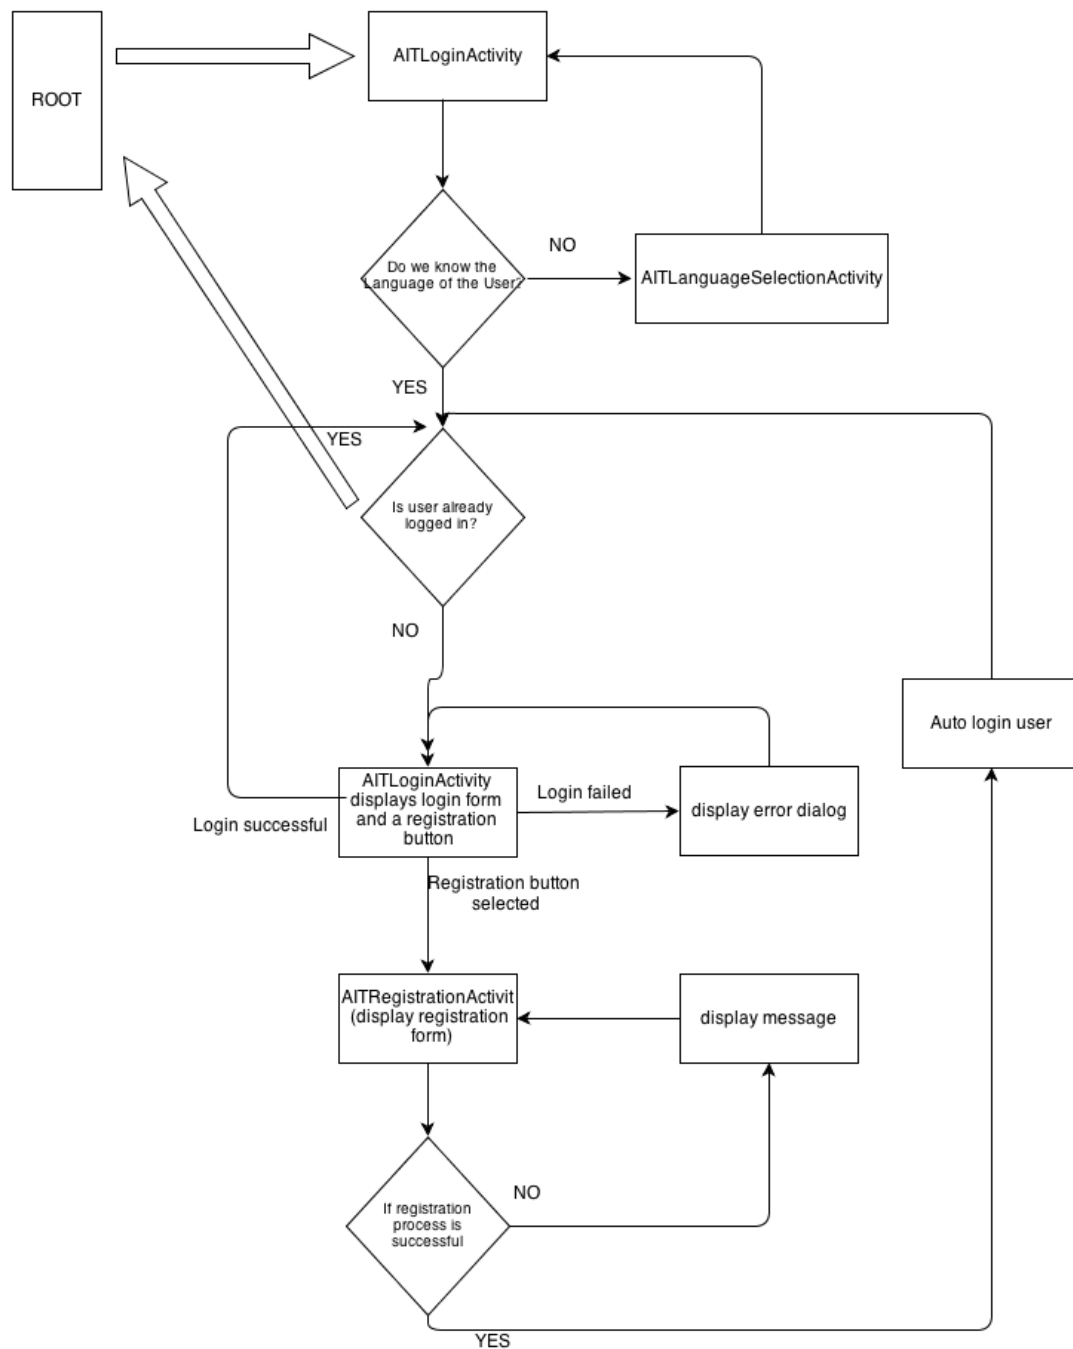 ROOT
AITLoginActivity
Do we know the
Language of the User?
NO
AITLanguageSelectionActivity
YES
YES
Is user already
logged in?
NO
Auto login user
AITLoginActivity
displays login form
and a registration
button
Login failed
display error dialog
Login successful
Registration button
selected
AITRegistrationActivit
(display registration
form)
display message
If registration
process is
successful
NO
YES